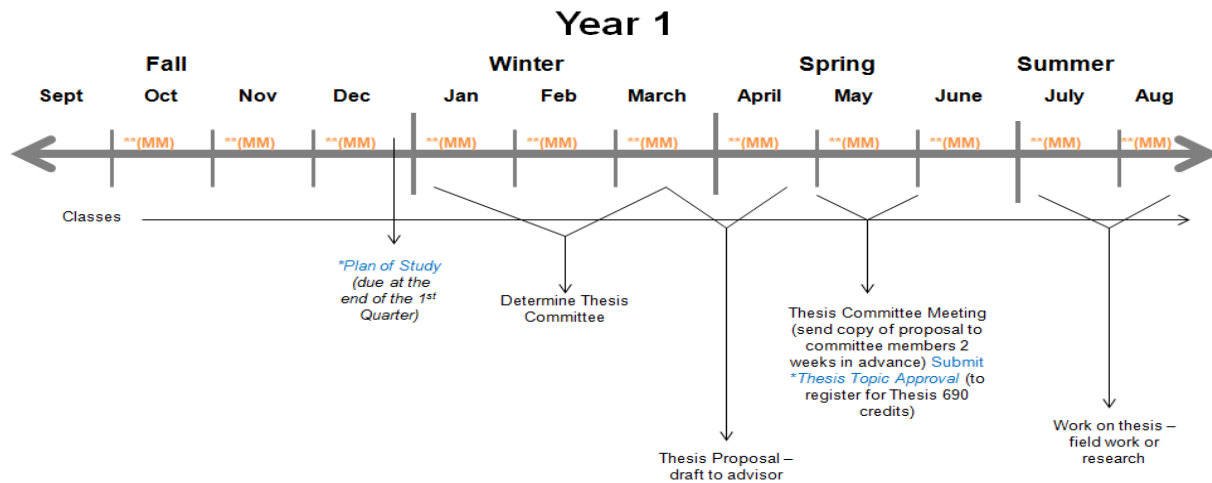 Year 1
Fall Winter Spring Summer
Sept Oct Nov Dec Jan Feb March April May June July Aug
**(MM) **(MM) **(MM) **(MM) **(MM) **(MM) **(MM) **(MM) **(MM) **(MM) **(MM)
Classes
*Plan of Study
(due at the
end of the 1st
Quarter)
Determine Thesis
Committee
Thesis Committee Meeting
(send copy of proposal to
committee members 2
weeks in advance) Submit
*Thesis Topic Approval (to
register for Thesis 690
credits)
Thesis Proposal –
draft to advisor
Work on thesis –
field work or
research